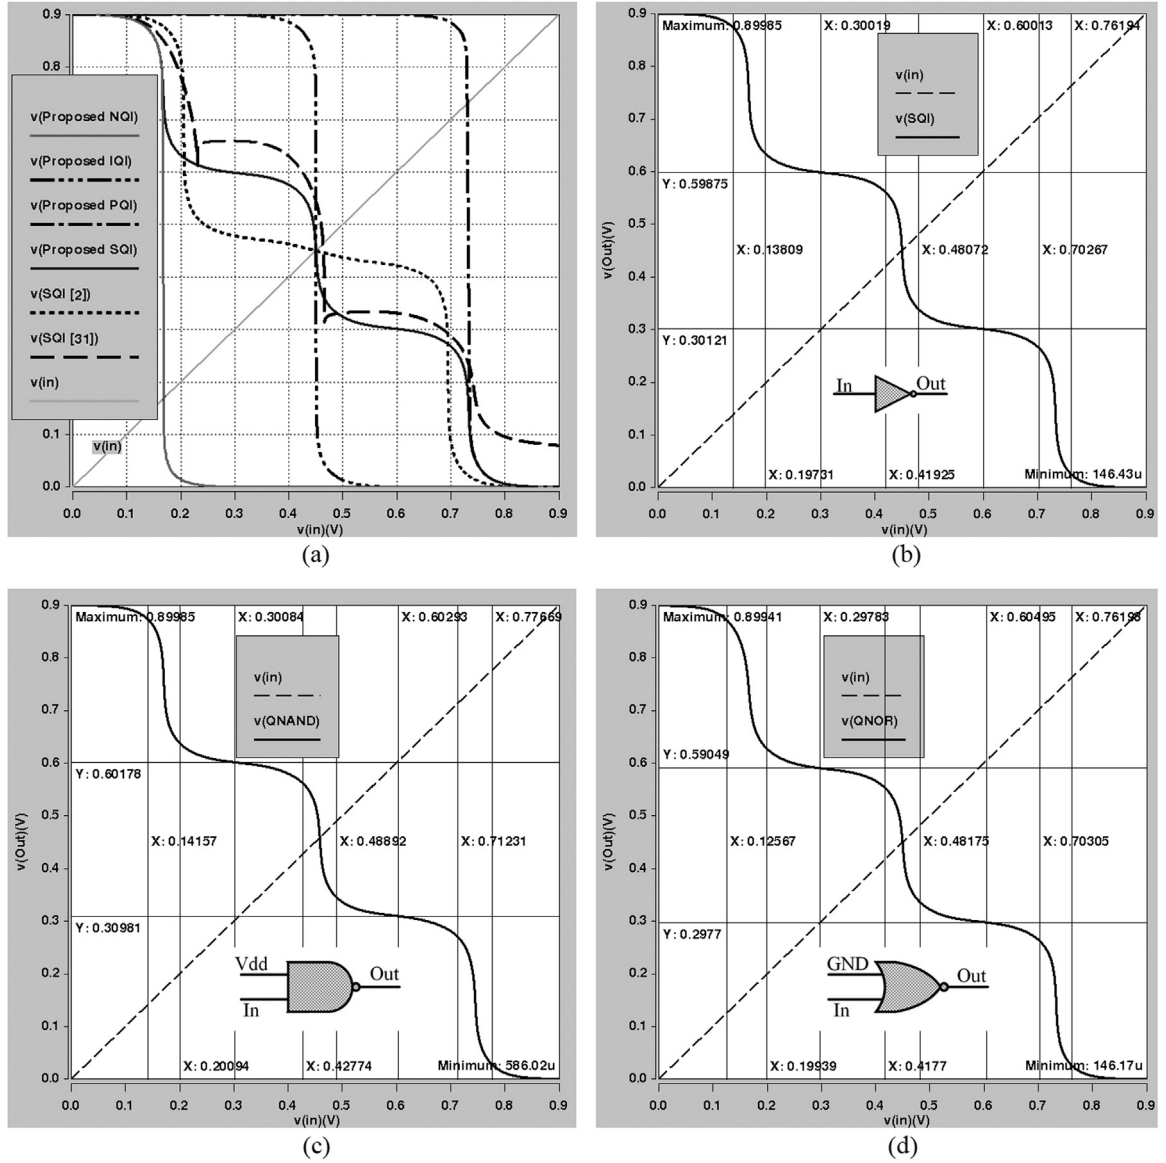 0.9
0.8
v(Proposed NQI)
v(Proposed IQI)
v(Proposed PQI)
v(Proposed SQI)
v(SQI [2])
v(SQI [31])
v(in)
0.1
v(in)
0.0
0.0 0.1 0.2 0.3 0.4 0.5 0.6 0.7 0.8 0.9
v(in)(V)
(a)
0.9
Maximum: 0.89985 X: 0.30019 X: 0.60013 X: 0.76194
0.8
v(in)
v(SQI)
0.7
0.6
Y: 0.59875
v(Out)(V)
0.5
X: 0.13809 X: 0.48072 X: 0.70267
0.4
0.3
Y: 0.30121
0.2
In Out
0.1
X: 0.19731 X: 0.41925 Minimum: 146.43u
0.0
0.0 0.1 0.2 0.3 0.4 0.5 0.6 0.7 0.8 0.9
v(in)(V)
(b)
0.9
Maximum: 0.89985 X: 0.30084 X: 0.60293 X: 0.77669
0.8
v(in)
v(QNAND)
0.7
0.6
Y: 0.60178
0.5
v(Out)(V)
X: 0.14157 X: 0.48892 X: 0.71231
0.4
0.3
Y: 0.30981
Vdd
In
Out
0.2
0.1
X: 0.20094 X: 0.42774 Minimum: 586.02u
0.0
0.0 0.1 0.2 0.3 0.4 0.5 0.6 0.7 0.8 0.9
v(in)(V)
(c)
0.9
Maximum: 0.89941 X: 0.29783 X: 0.60495 X: 0.76198
0.8
v(in)
v(QNOR)
0.7
Y: 0.59049
0.6
0.5
v(Out)(V)
X: 0.12567 X: 0.48175 X: 0.70305
0.4
0.3
Y: 0.2977
GND
In
Out
0.2
0.1
X: 0.19939 X: 0.4177 Minimum: 146.17u
0.0
0.0 0.1 0.2 0.3 0.4 0.5 0.6 0.7 0.8 0.9
v(in)(V)
(d)